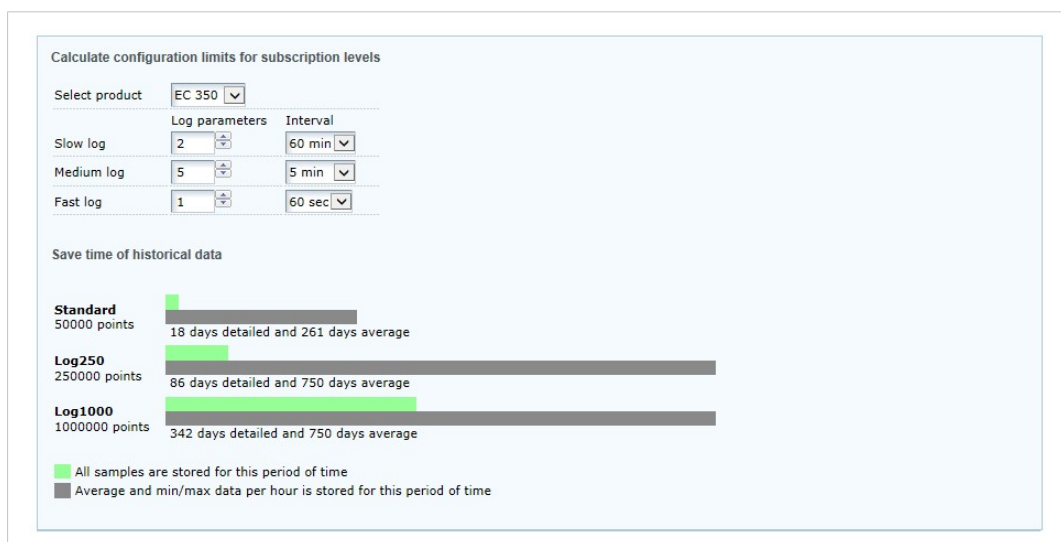 Calculate configuration limits for subscription levels
Select product EC 350
Log parameters Interval
Slow log 2 60 min
Medium log 5 5 min
Fast log 1 60 sec
Save time of historical data
Standard
50000 points
18 days detailed and 261 days average
Log250
250000 points
86 days detailed and 750 days average
Log1000
1000000 points
342 days detailed and 750 days average
All samples are stored for this period of time
Average and min/max data per hour is stored for this period of time